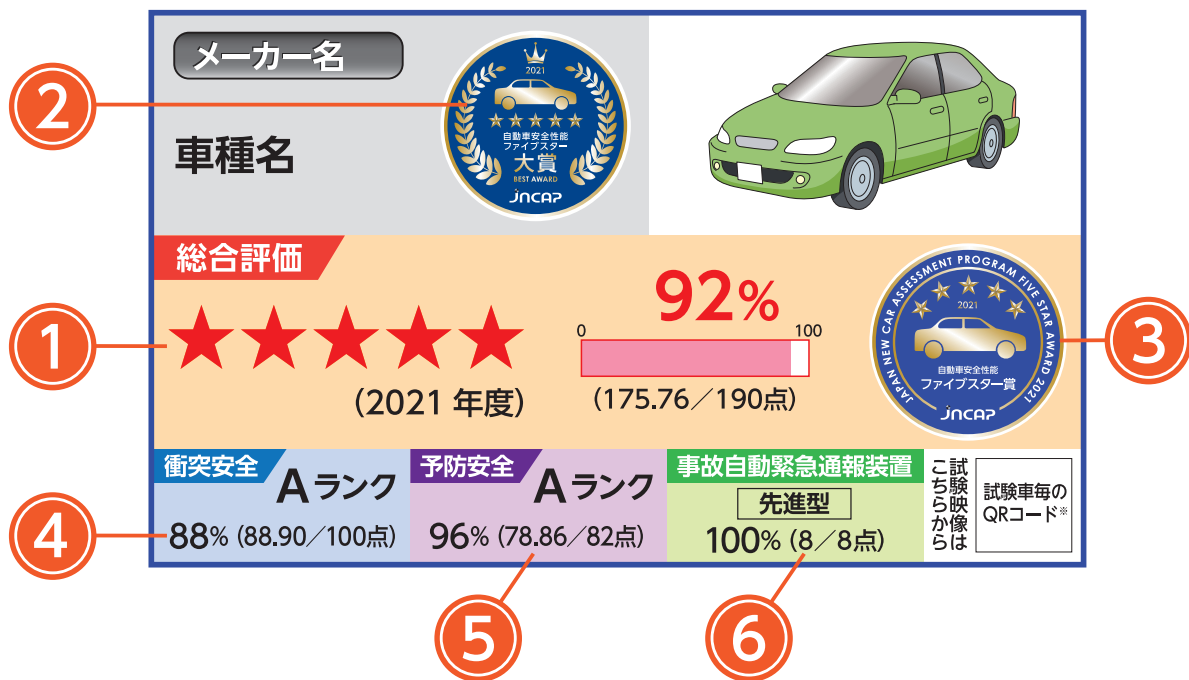 メーカー名
車種名
2021
自動車安全性能
ファイブスター
大賞
BEST AWARD
JNCAP
②
総合評価
★★★★★
(2021 年度)
92%
0
100
(175.76／190点)
JAPAN NEW CAR ASSESSMENT PROGRAM FIVE STAR AWARD 2021
2021
自動車安全性能
ファイブスター賞
JNCAP
①
③
衝突安全
Aランク
88% (88.90／100点)
予防安全
Aランク
96% (78.86／82点)
事故自動緊急通報装置
先進型
100% (8／8点)
試験映像は
こちらから
試験車毎の
QRコード※
④
⑤
⑥